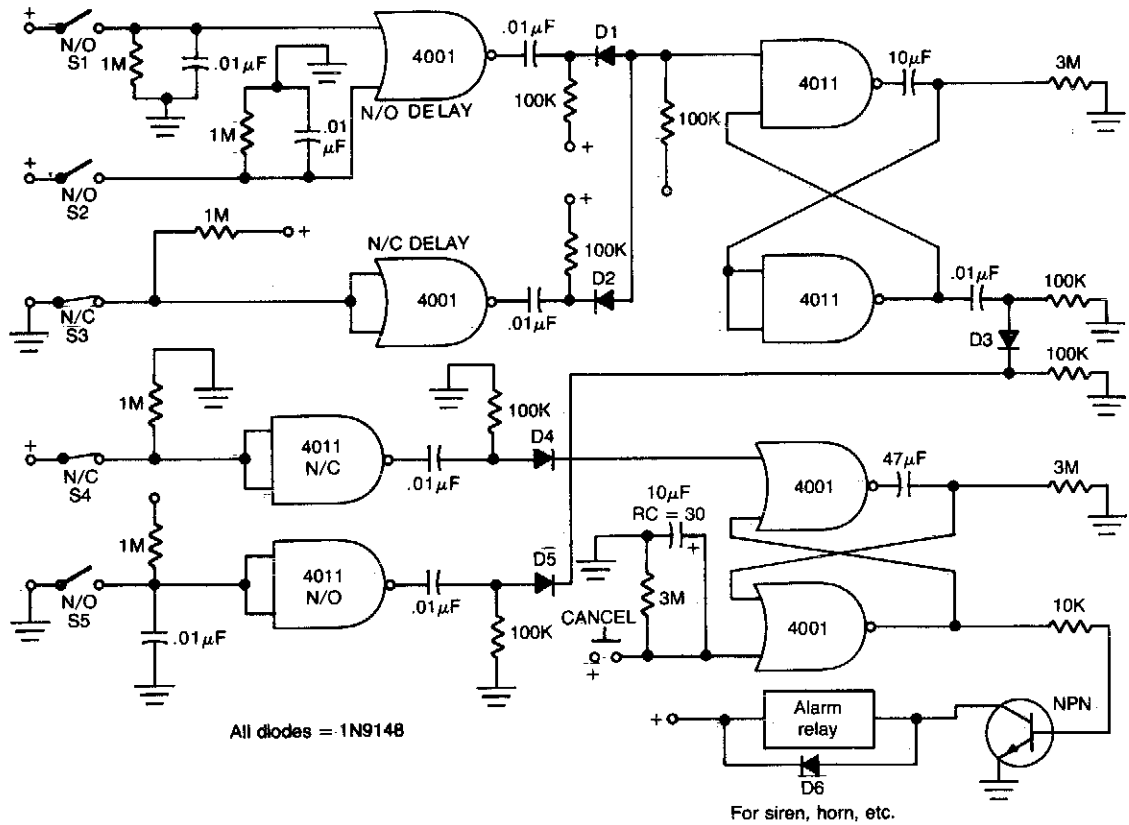 +
N/O
S1
1M
.01µF
4001
N/O DELAY
.01µF
D1
100K
+
100K
4011
10µF
3M
1M
.01
µF
+
N/O
S2
1M
+
+
N/C DELAY
100K
D2
4001
.01µF
N/C
S3
4011
.01µF
100K
D3
100K
1M
+
N/C
S4
4011
N/C
.01µF
100K
D4
4001
47µF
3M
10µF
RC = 30
+
1M
N/O
S5
.01µF
4011
N/O
.01µF
D5
100K
3M
CANCEL
+
4001
10K
NPN
All diodes = 1N9148
+
Alarm
relay
D6
For siren, horn, etc.